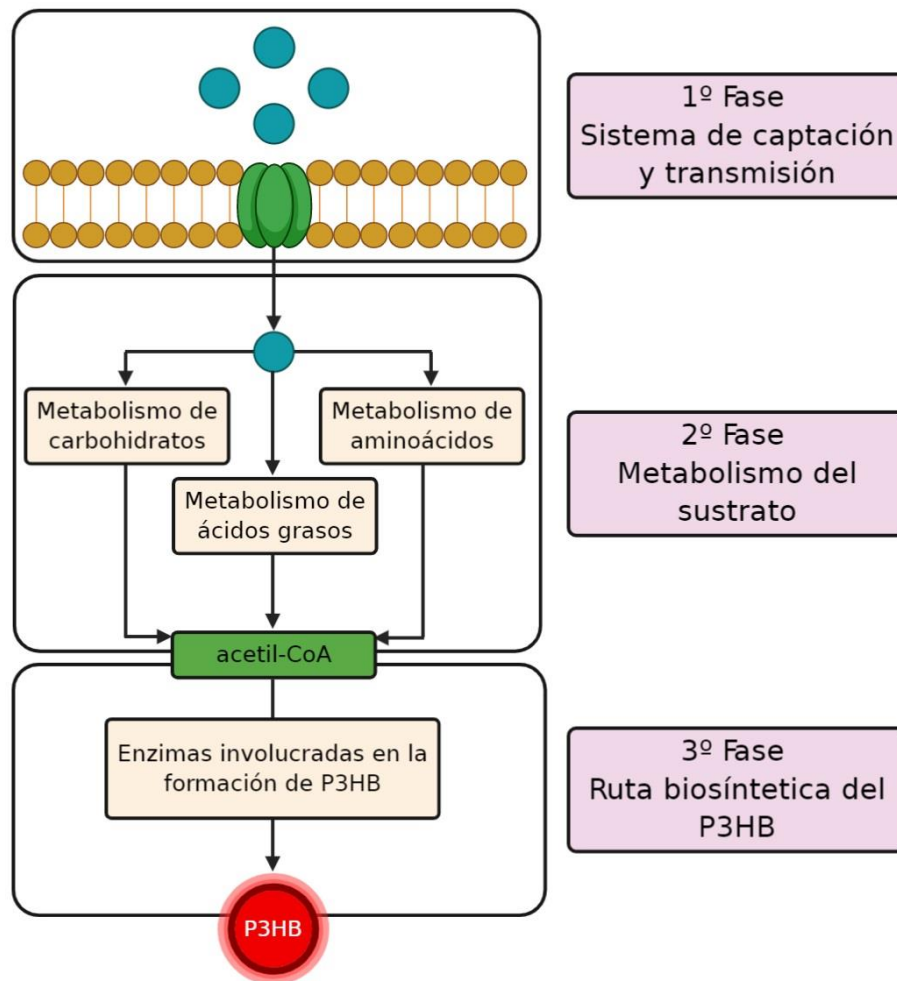 1º Fase
Sistema de captación
y transmisión
Metabolismo de
carbohidratos
Metabolismo de
aminoácidos
Metabolismo de
ácidos grasos
2º Fase
Metabolismo del
sustrato
acetil-CoA
Enzimas involucradas en la
formación de P3HB
3º Fase
Ruta biosíntetica del
P3HB
P3HB